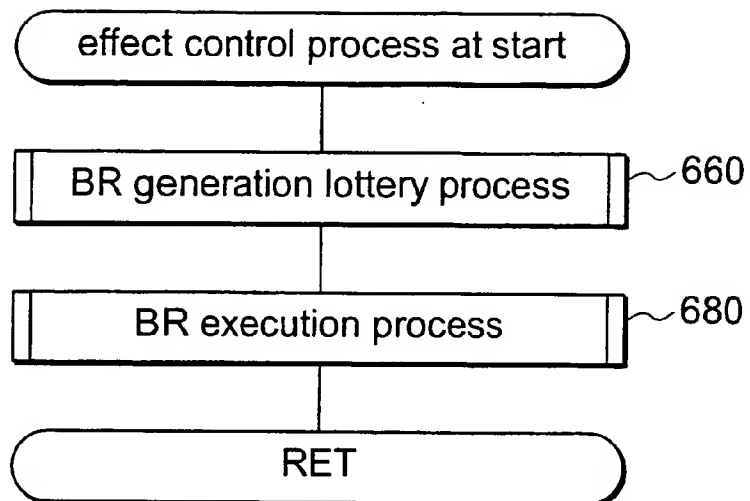 effect control process at start
BR generation lottery process
660
BR execution process
680
RET